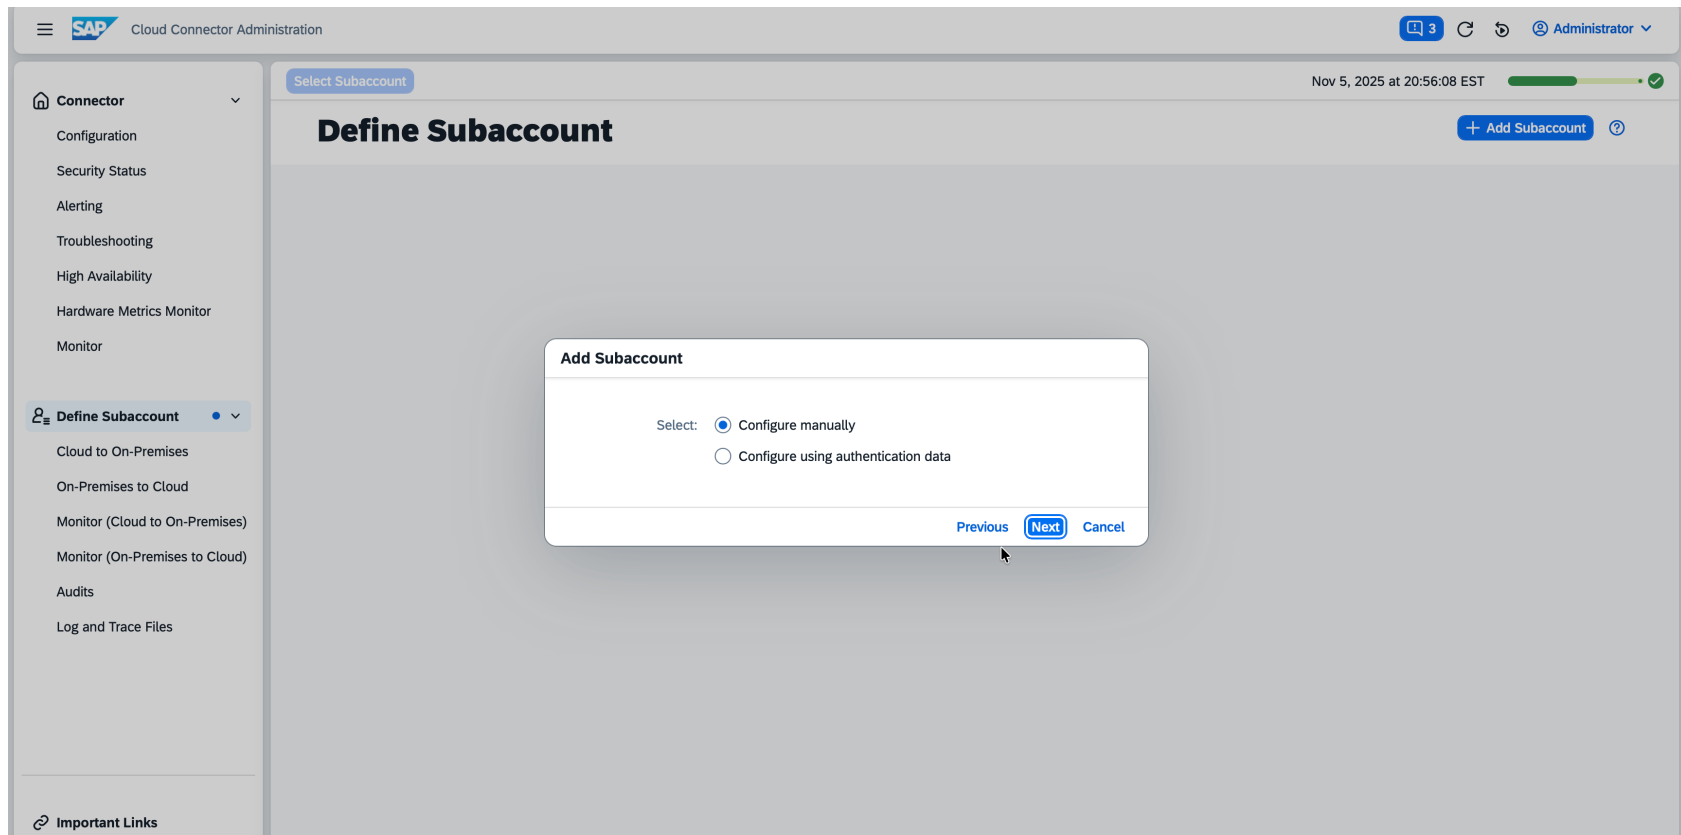 SAP Cloud Connector Administration
3
Administrator
Connector
Configuration
Security Status
Alerting
Troubleshooting
High Availability
Hardware Metrics Monitor
Monitor
Define Subaccount
Cloud to On-Premises
On-Premises to Cloud
Monitor (Cloud to On-Premises)
Monitor (On-Premises to Cloud)
Audits
Log and Trace Files
Important Links
Select Subaccount
Nov 5, 2025 at 20:56:08 EST
Define Subaccount
Add Subaccount
Add Subaccount
Select: Configure manually
Configure using authentication data
Previous Next Cancel